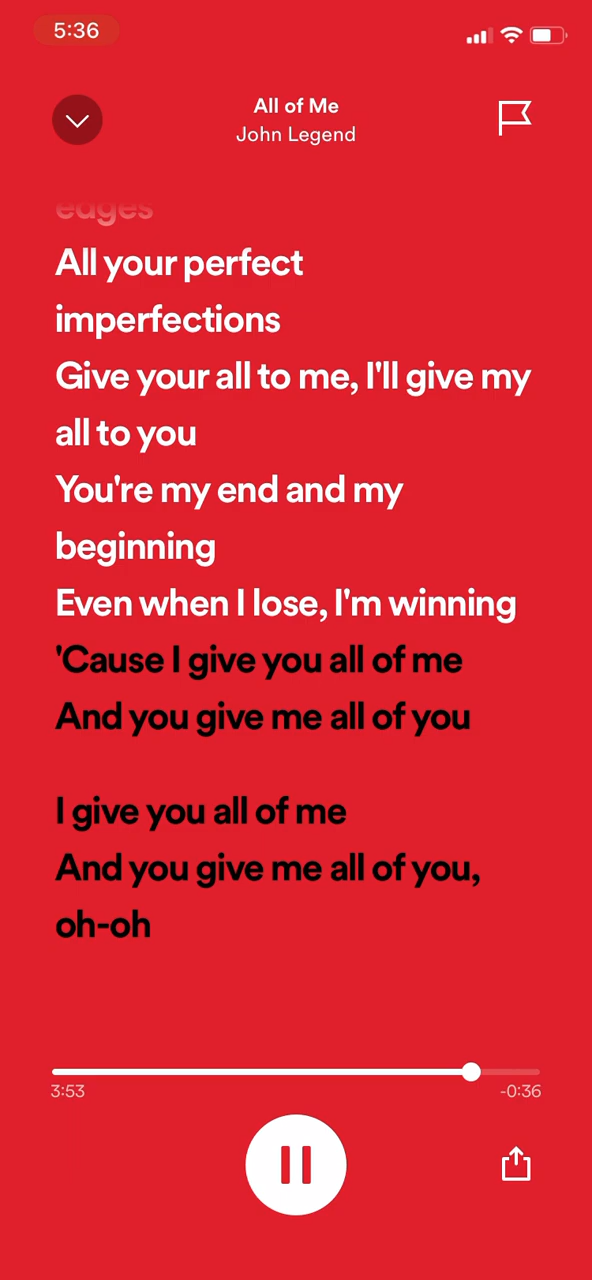 5:36
All of Me
John Legend
edges
All your perfect
imperfections
Give your all to me, I'll give my
all to you
You're my end and my
beginning
Even when I lose, I'm winning
'Cause I give you all of me
And you give me all of you
I give you all of me
And you give me all of you,
oh-oh
3:53
-0:36